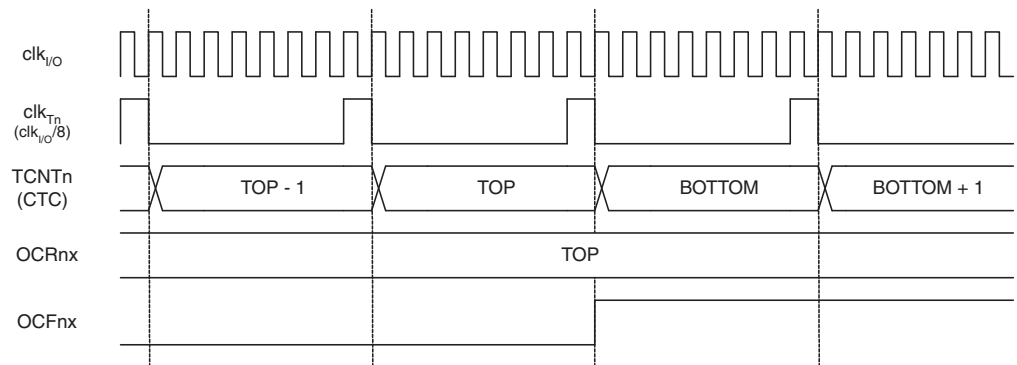 clkI/O
clkTn
(clkI/O/8)
TCNTn
(CTC)
TOP - 1
TOP
BOTTOM
BOTTOM + 1
OCRnx
TOP
OCFnx